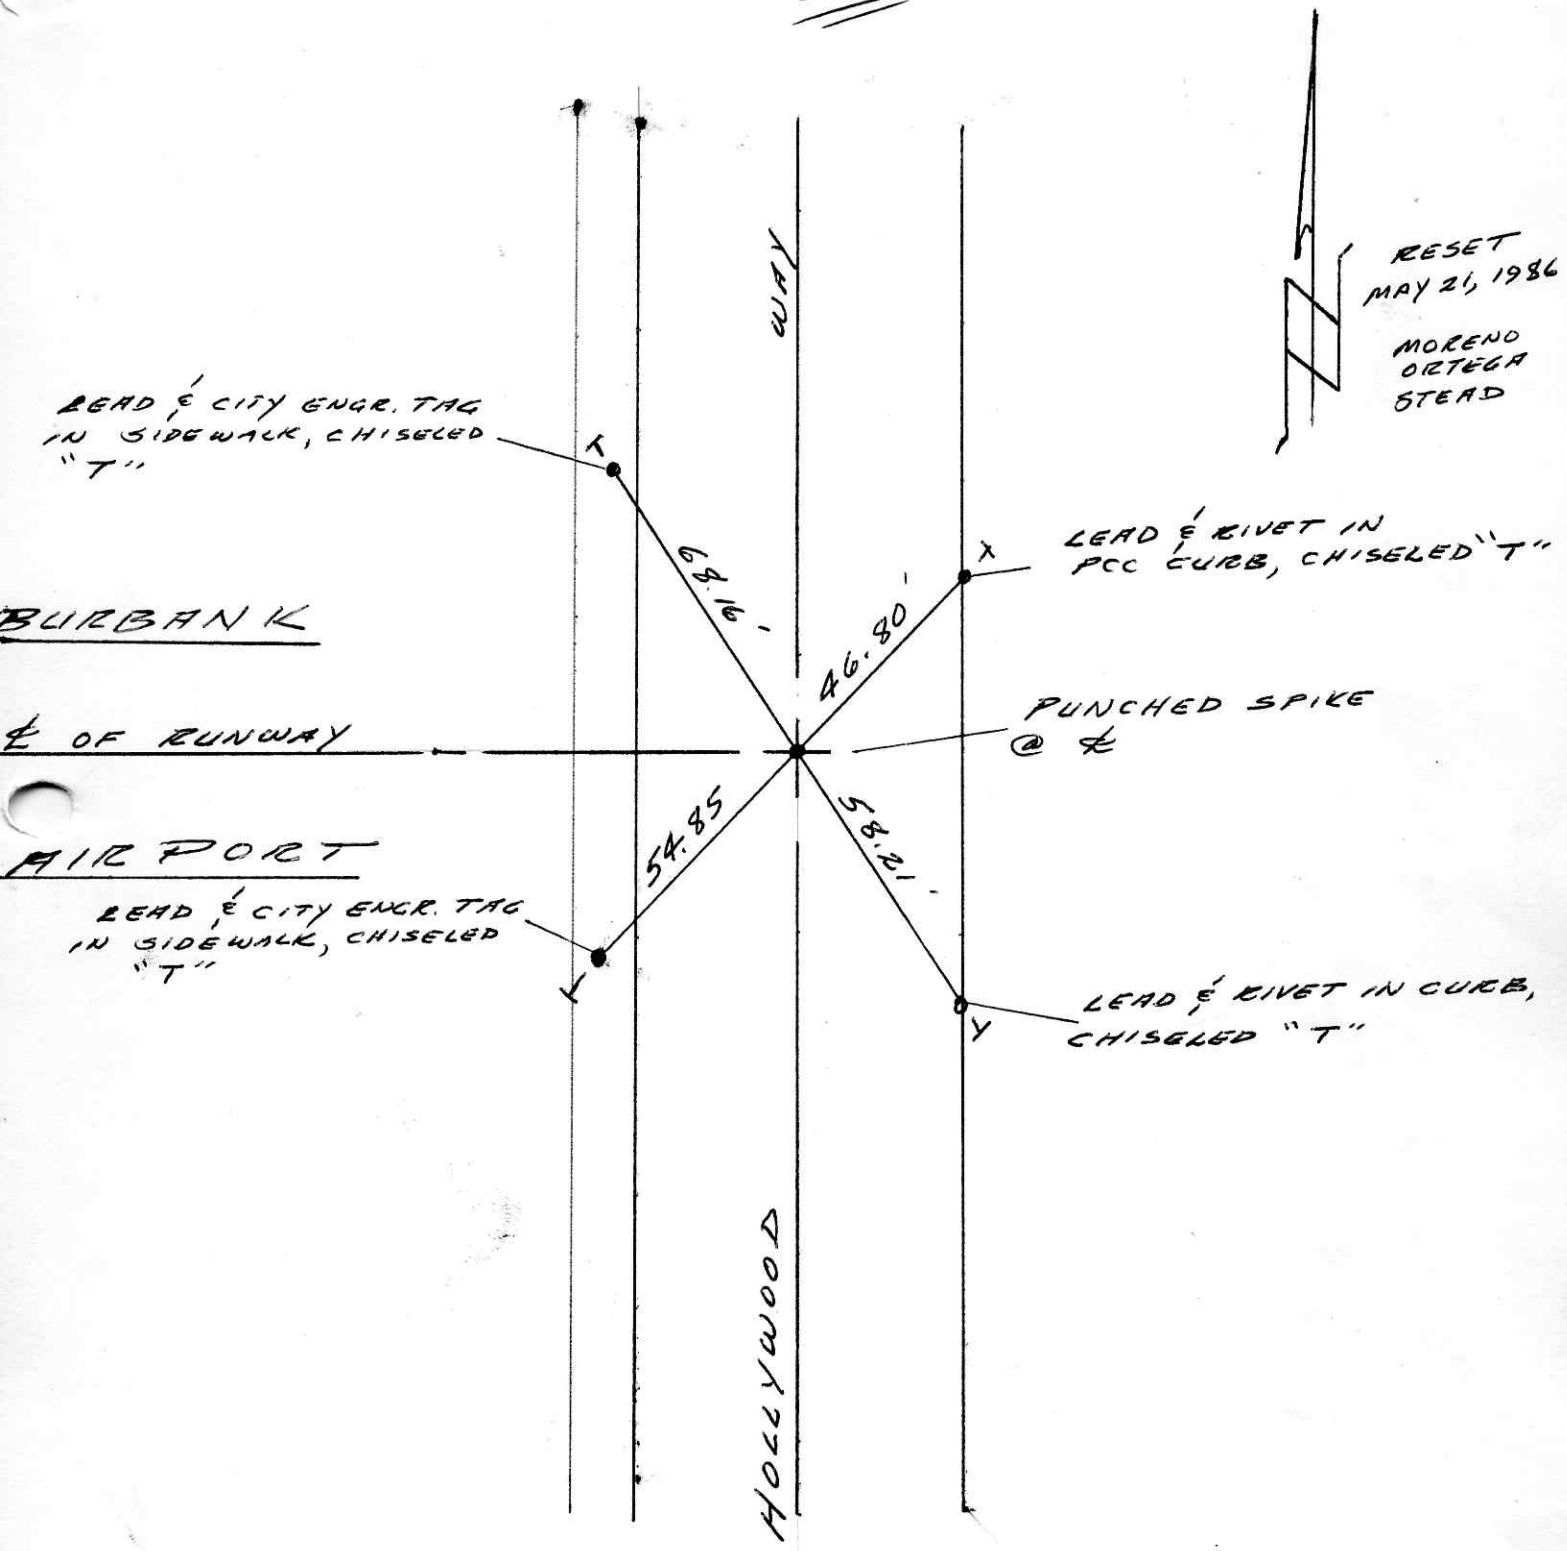 WAY
RESET
MAY 21, 1986
MORENO
ORTEGA
STEAD
N
LEAD & CITY ENGR. TAG
IN SIDEWALK, CHISELED
"T"
T
LEAD & RIVET IN
PCC CURB, CHISELED "T"
68.16'
46.80'
BURBANK
℄ OF RUNWAY
PUNCHED SPIKE
@ ℄
AIRPORT
54.85
58.21'
LEAD & CITY ENGR. TAG
IN SIDEWALK, CHISELED
"T"
T
LEAD & RIVET IN CURB,
CHISELED "T"
HOLLYWOOD